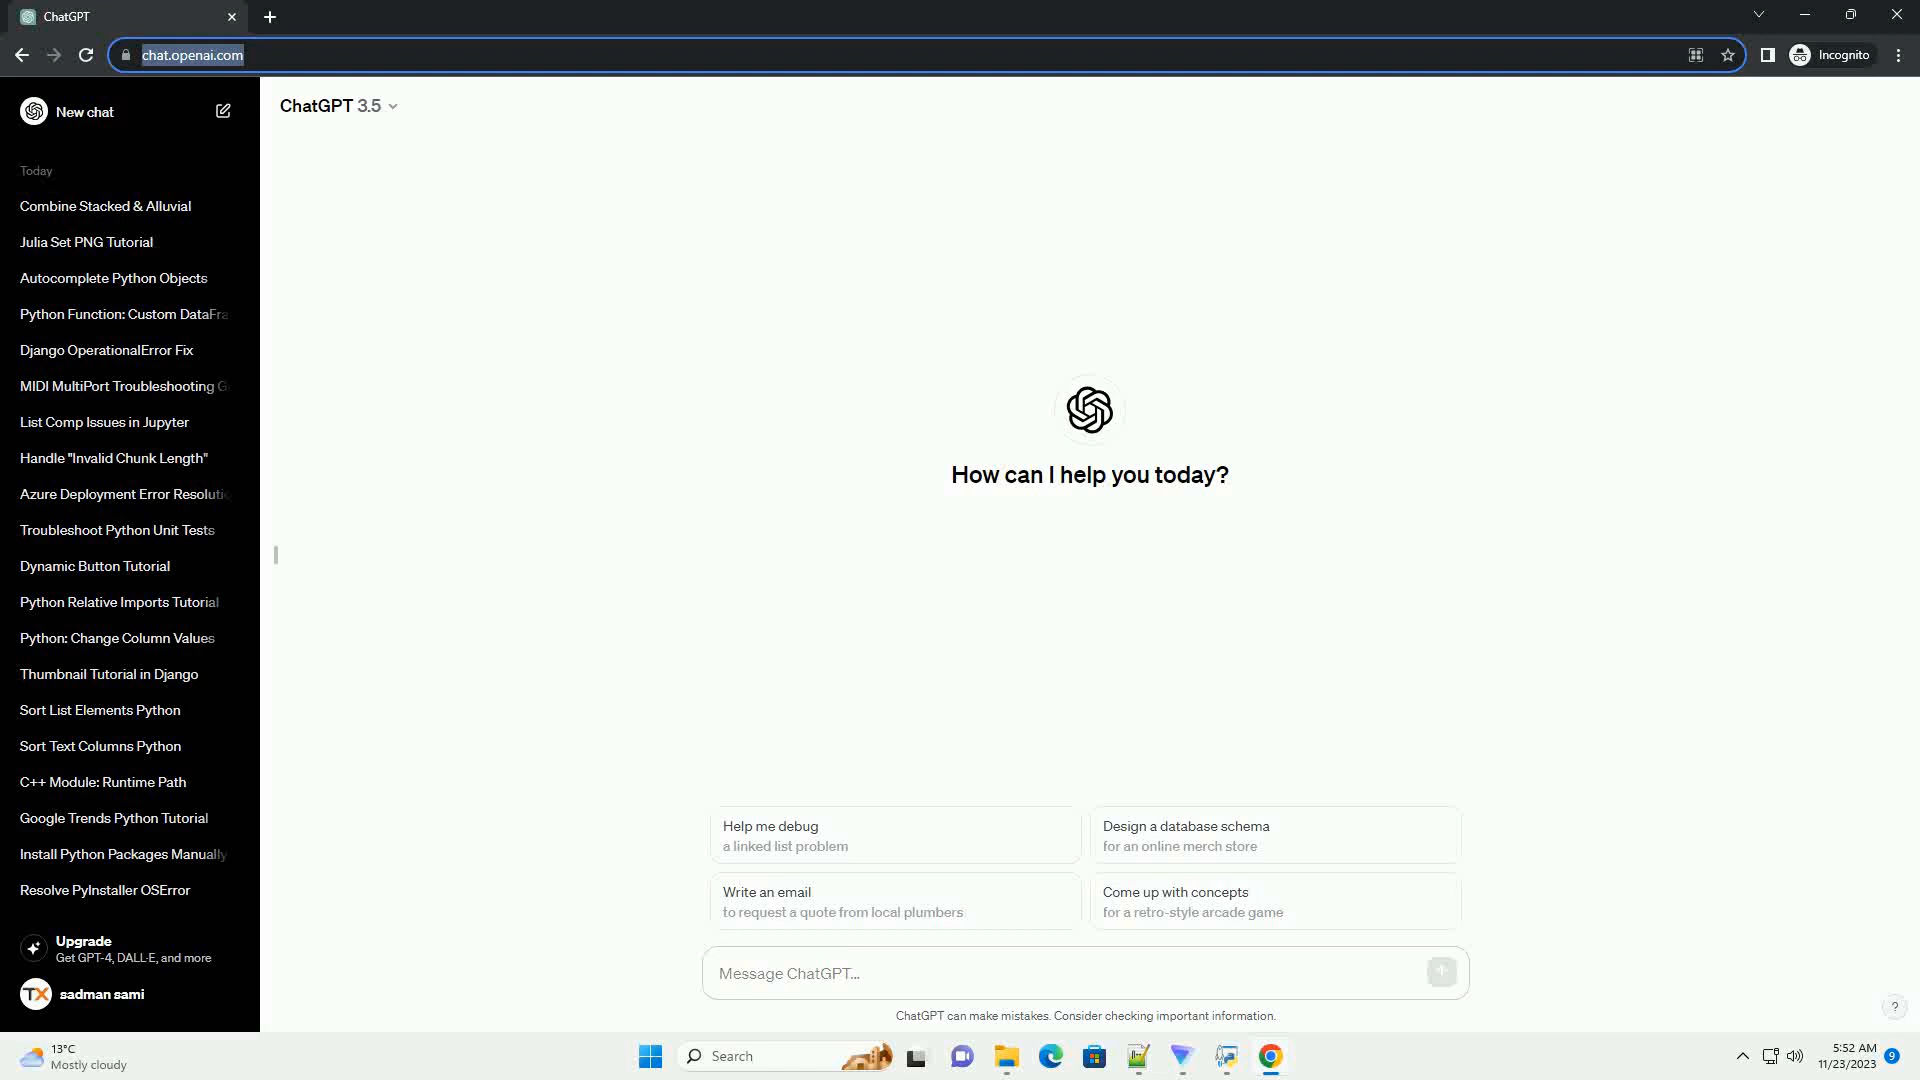 ChatGPT
chat.openai.com
Incognito
New chat
ChatGPT 3.5
Today
Combine Stacked & Alluvial
Julia Set PNG Tutorial
Autocomplete Python Objects
Python Function: Custom DataFra
Django OperationalError Fix
MIDI MultiPort Troubleshooting G
List Comp Issues in Jupyter
Handle "Invalid Chunk Length"
Azure Deployment Error Resoluti
Troubleshoot Python Unit Tests
Dynamic Button Tutorial
Python Relative Imports Tutorial
Python: Change Column Values
Thumbnail Tutorial in Django
Sort List Elements Python
Sort Text Columns Python
C++ Module: Runtime Path
Google Trends Python Tutorial
Install Python Packages Manually
Resolve PyInstaller OSError
Upgrade
Get GPT-4, DALL·E, and more
TX sadman sami
How can I help you today?
Help me debug
a linked list problem
Design a database schema
for an online merch store
Write an email
to request a quote from local plumbers
Come up with concepts
for a retro-style arcade game
Message ChatGPT...
ChatGPT can make mistakes. Consider checking important information.
?
13°C
Mostly cloudy
Search
5:52 AM
11/23/2023
9